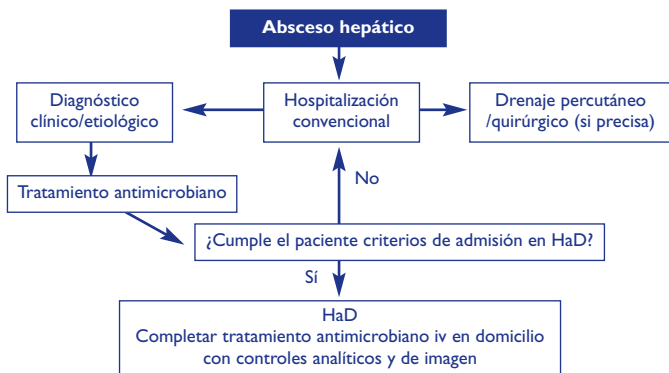 Absceso hepático
Diagnóstico
clínico/etiológico
Hospitalización
convencional
Drenaje percutáneo
/quirúrgico (si precisa)
Tratamiento antimicrobiano
No
¿Cumple el paciente criterios de admisión en HaD?
Sí
HaD
Completar tratamiento antimicrobiano iv en domicilio
con controles analíticos y de imagen